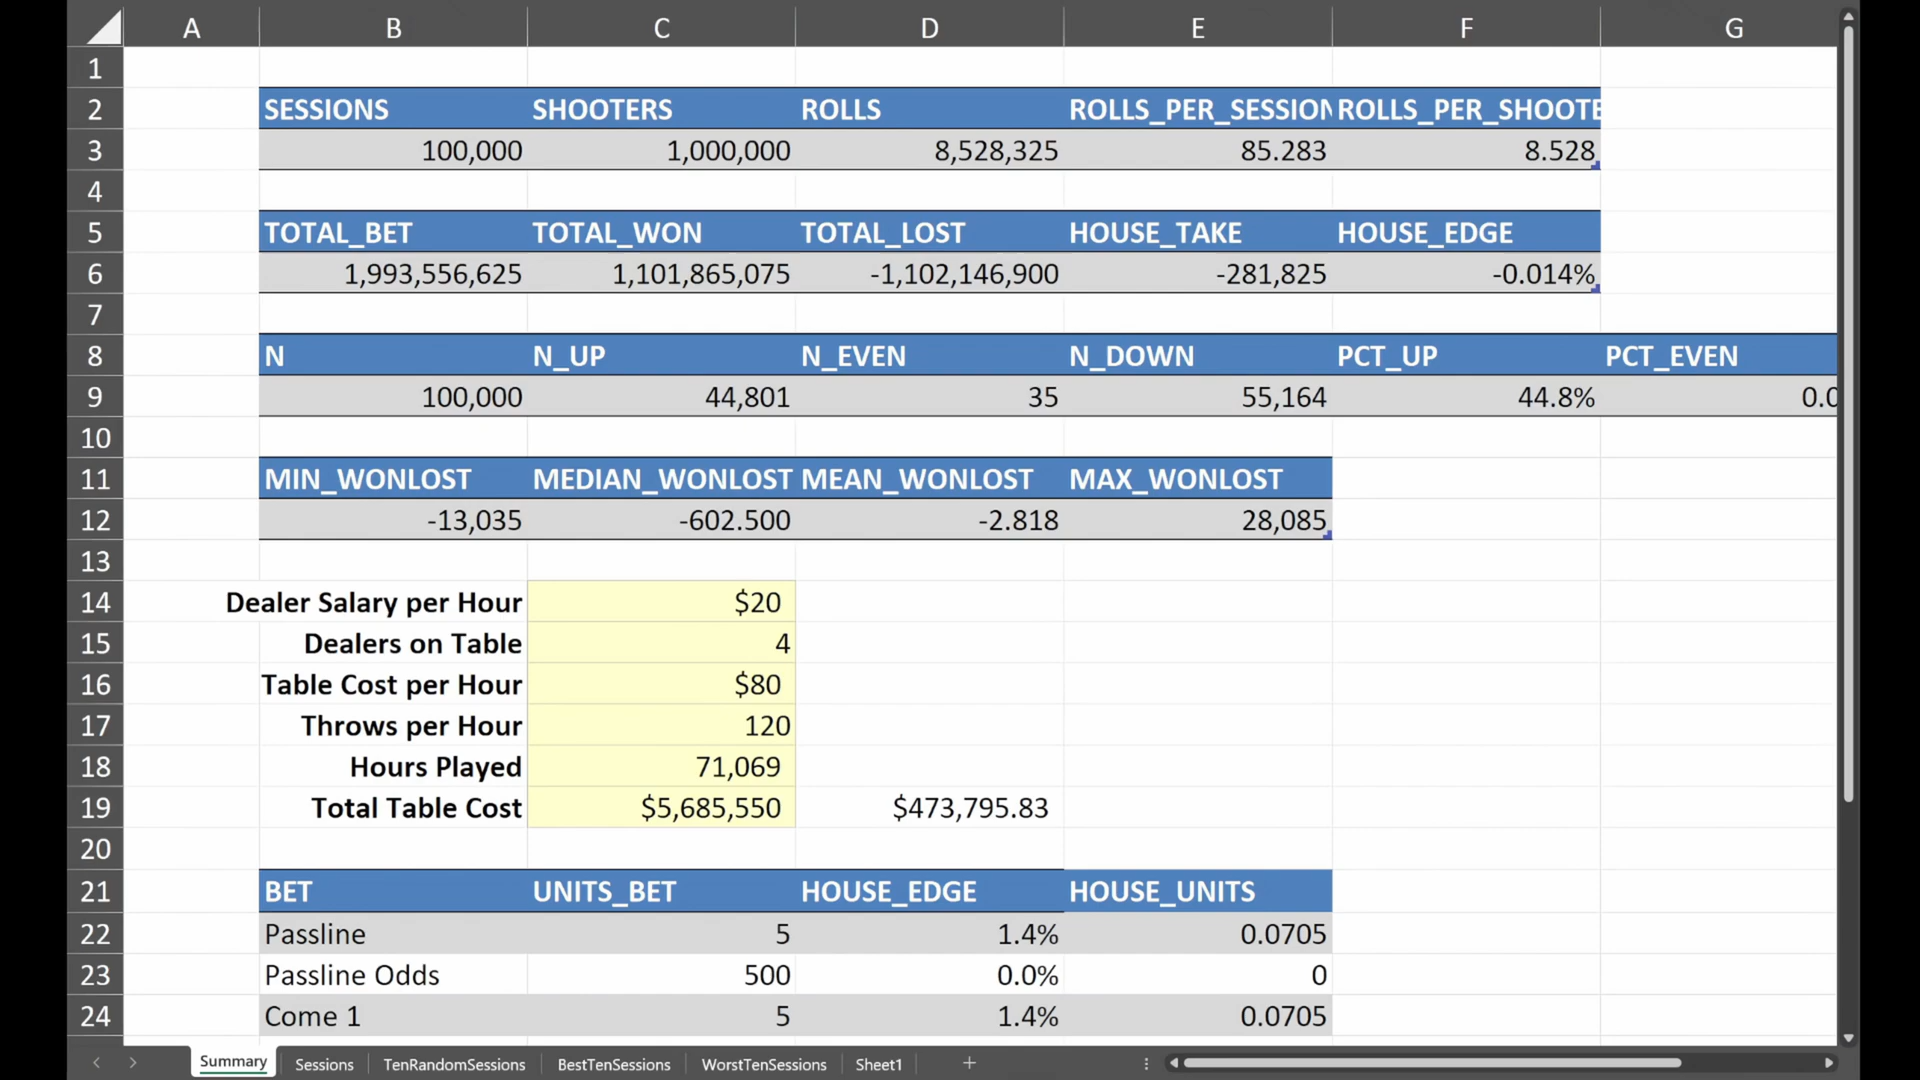 A B C D E F G
1
2 SESSIONS SHOOTERS ROLLS ROLLS_PER_SESSION ROLLS_PER_SHOOTE
3 100,000 1,000,000 8,528,325 85.283 8.528
4
5 TOTAL_BET TOTAL_WON TOTAL_LOST HOUSE_TAKE HOUSE_EDGE
6 1,993,556,625 1,101,865,075 -1,102,146,900 -281,825 -0.014%
7
8 N N_UP N_EVEN N_DOWN PCT_UP PCT_EVEN
9 100,000 44,801 35 55,164 44.8% 0.0
10
11 MIN_WONLOST MEDIAN_WONLOST MEAN_WONLOST MAX_WONLOST
12 -13,035 -602.500 -2.818 28,085
13
14 Dealer Salary per Hour $20
15 Dealers on Table 4
16 Table Cost per Hour $80
17 Throws per Hour 120
18 Hours Played 71,069
19 Total Table Cost $5,685,550 $473,795.83
20
21 BET UNITS_BET HOUSE_EDGE HOUSE_UNITS
22 Passline 5 1.4% 0.0705
23 Passline Odds 500 0.0% 0
24 Come 1 5 1.4% 0.0705
Summary Sessions TenRandomSessions BestTenSessions WorstTenSessions Sheet1